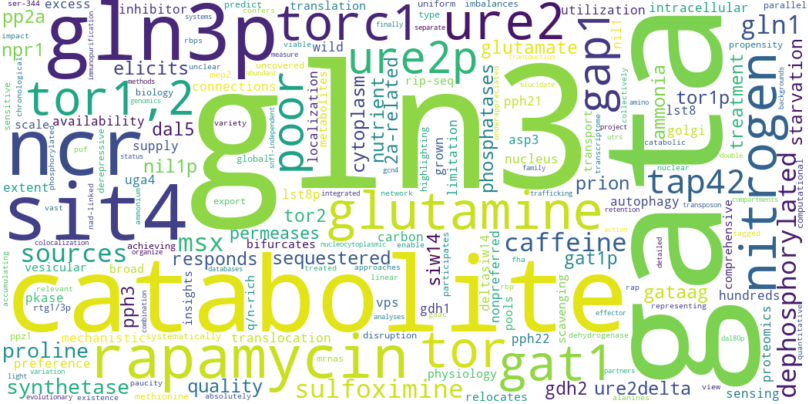 ser-344 excess inhibitor translation predict uniform imbalances utilization intracellular parallel
pp2a gln3p torc1 ure2 confers type systems finally separate
impact npr1 elicits wild viable measure gln1
unclear rbps methods immunopurification
sensitive chronological tor1,2 poor ure2p uncovered glutamate gap1 nil1 propensity
connections mep2 abundant rip-seq
scale availability biology genomics dal5 variety localization metabolites cytoplasm nutrient 2a-related phosphatases pph21 transport tor1p lst8 ammonia treatment starvation
phosphorylated puf derepressive status supply global snf1-independent gcn4 highlighting grown limitation asp3 nucleus family utrs transcriptome project golgi collectively amino backgrounds
ncr nil1p gln3 gata nitrogen
extent uga4 export integrated network lst8p prion tap42 catabolic nuclear double
vast nad-linked ammonium trafficking retention autophagy transposon
sit4 tor2 glutamine action
colocalization permeases bifurcates nucleocytoplasmic carbon enable siw14 participates deltasiw14 nonpreferred caffeine tagged detailed comprehensive compartments computational
achieving organize msx
sources responds sequestered gat1p dephosphorylated
accumulating vesicular broad insights databases treated approaches linear fha rap gataag representing
relevant pkase rtg1/3p pph3 combination catabolite q/n-rich vps gdh1 pools rbp scavenging effector hundreds quantitative
ppz1 mechanistic systematically translocation disruption analyses pph22 dehydrogenase dal80p proteomics
proline rapamycin tor gat1 partners
preference mrnas paucity physiology
light variation synthetase quality gdh2 ure2delta view
evolutionary existence methionine absolutely sulfoximine relocates alanines sensing